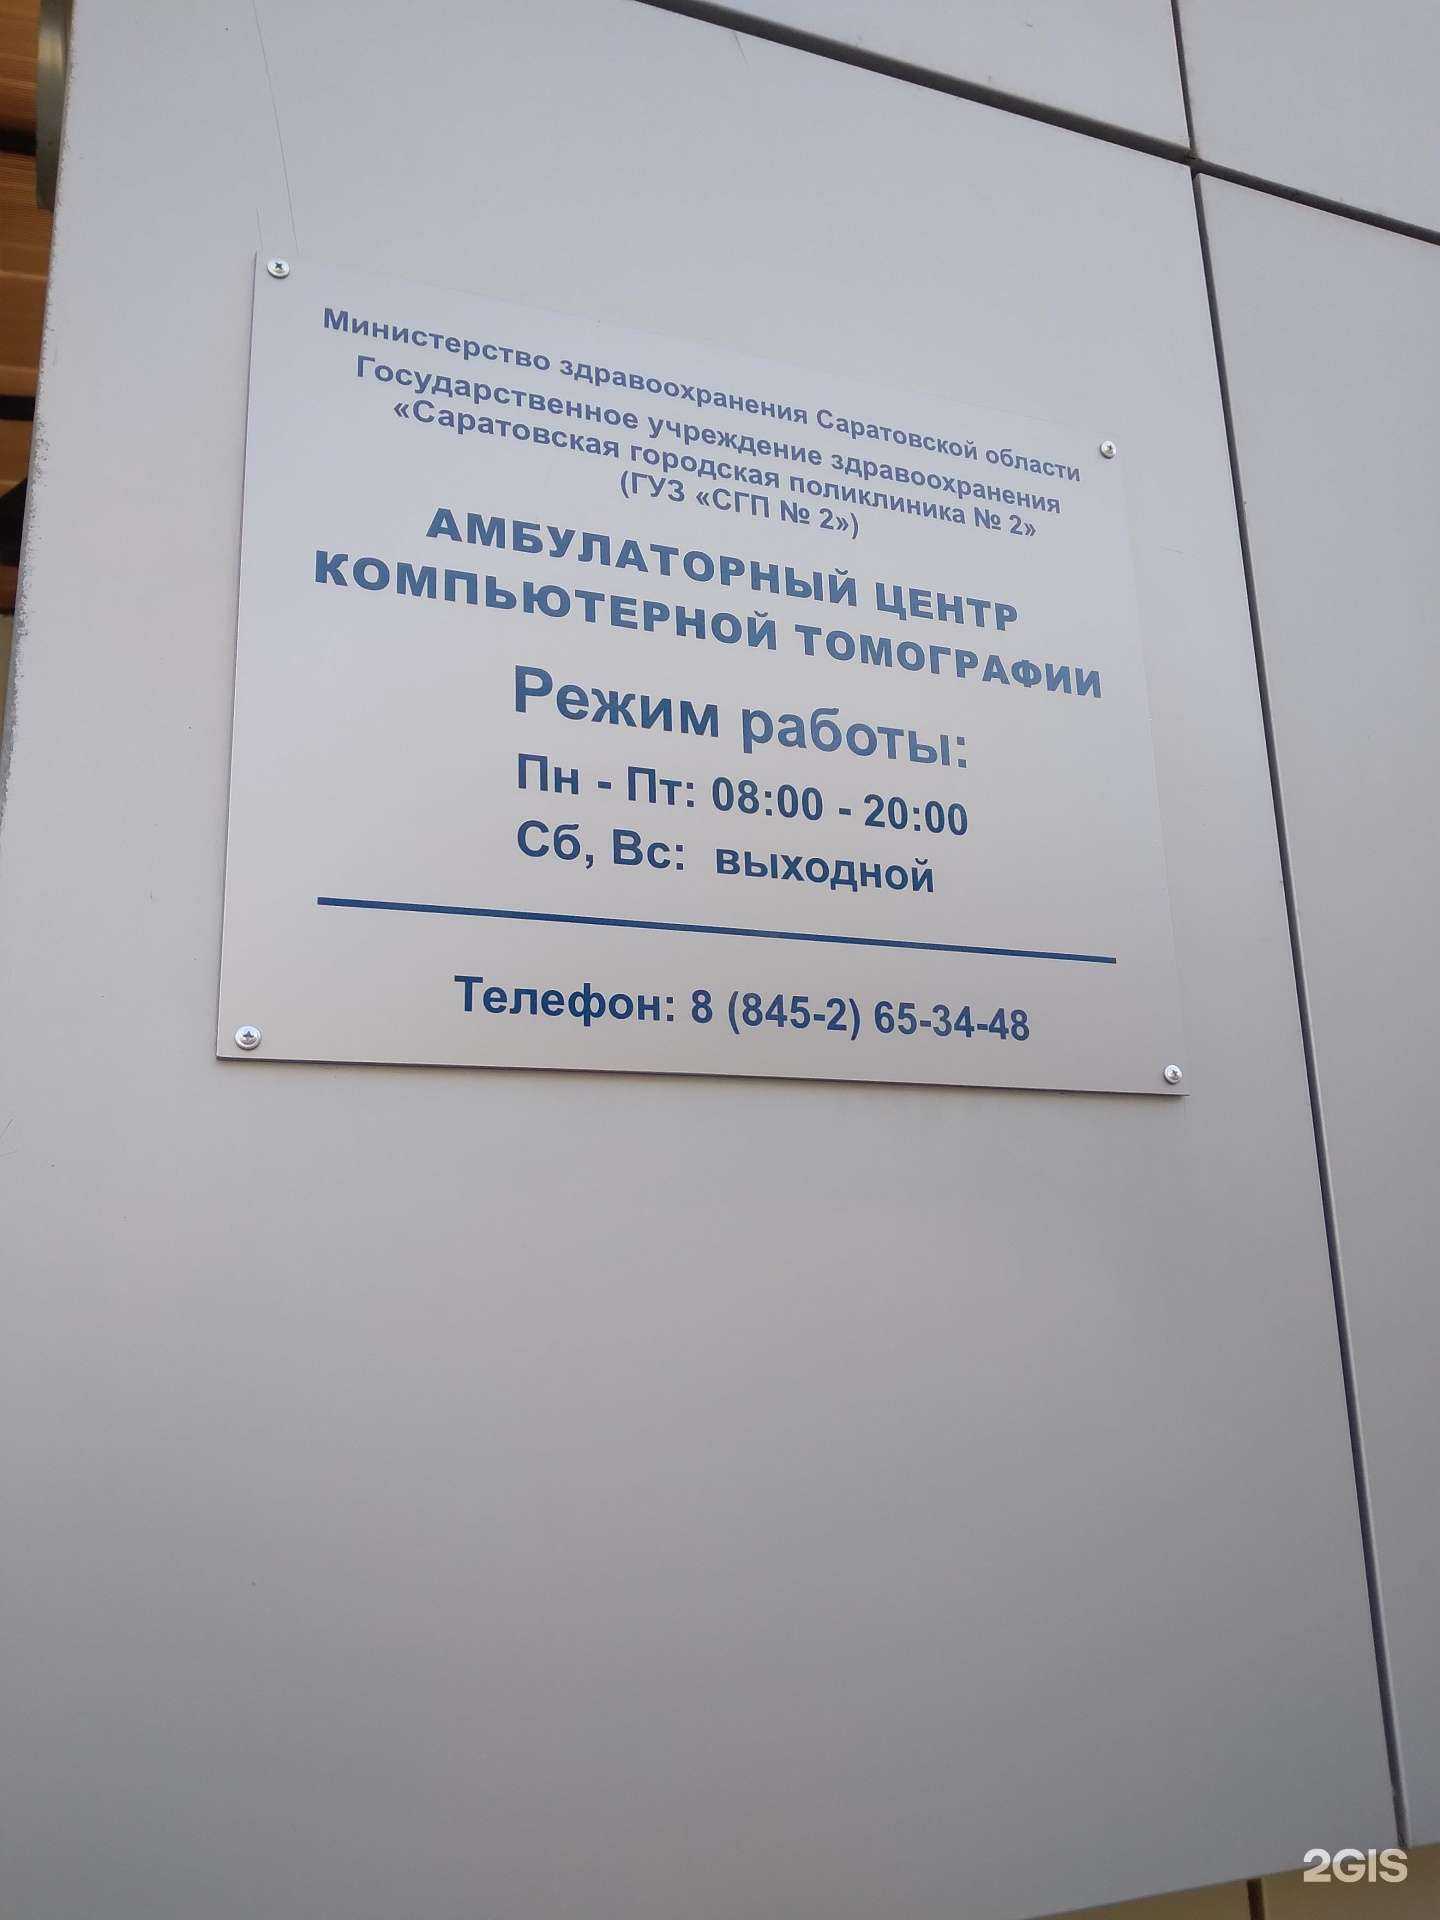 Министерство здравоохранения Саратовской области
Государственное учреждение здравоохранения
«Саратовская городская поликлиника № 2»
(ГУЗ «СГП № 2»)
АМБУЛАТОРНЫЙ ЦЕНТР
КОМПЬЮТЕРНОЙ ТОМОГРАФИИ
Режим работы:
Пн - Пт: 08:00 - 20:00
Сб, Вс: выходной
Телефон: 8 (845-2) 65-34-48
2GIS